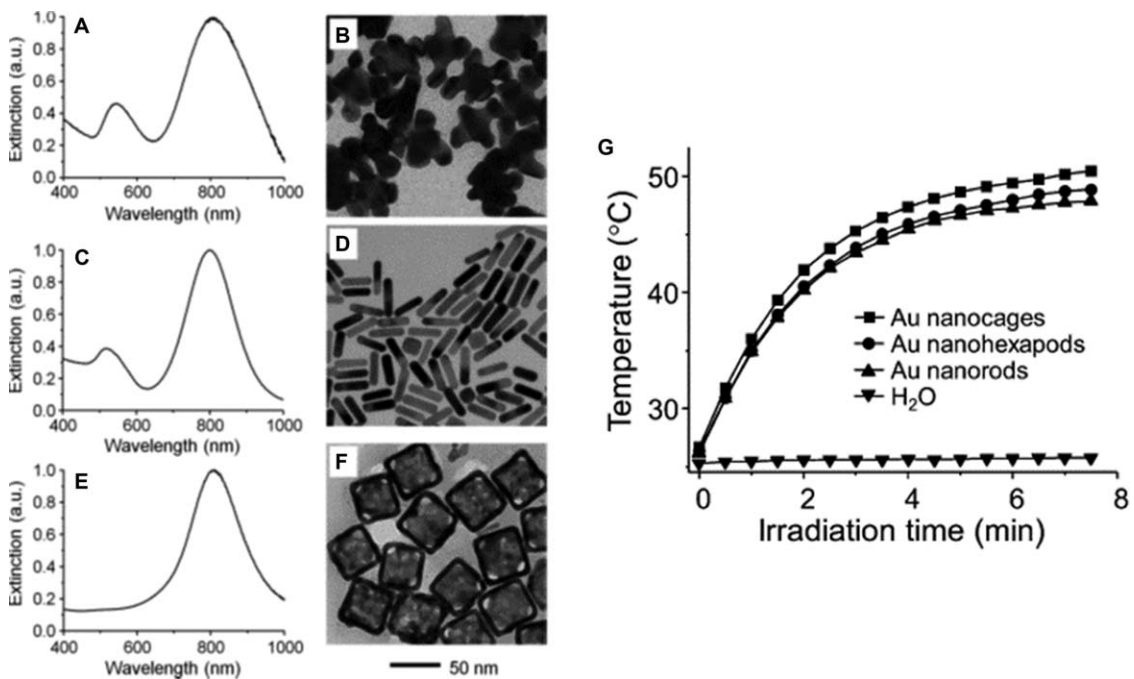 A
Extinction (a.u.)
1.0
0.8
0.6
0.4
0.2
0.0
400 600 800 1000
Wavelength (nm)
B
C
Extinction (a.u.)
1.0
0.8
0.6
0.4
0.2
0.0
400 600 800 1000
Wavelength (nm)
D
E
Extinction (a.u.)
1.0
0.8
0.6
0.4
0.2
0.0
400 600 800 1000
Wavelength (nm)
F
50 nm
G
Temperature (°C)
50
40
30
Au nanocages
Au nanohexapods
Au nanorods
H₂O
0 2 4 6 8
Irradiation time (min)